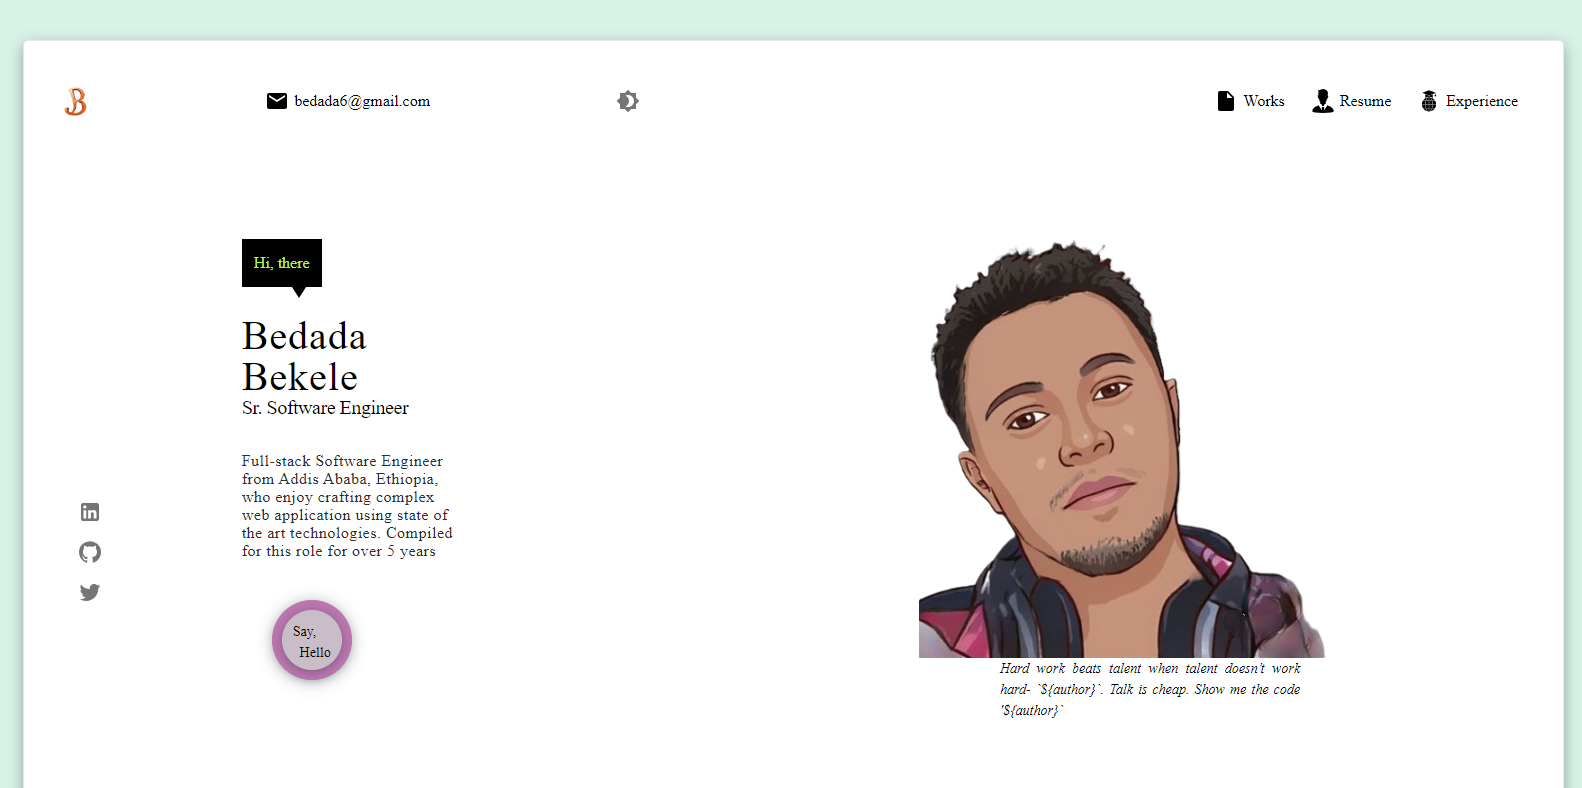 B
bedada6@gmail.com
Works
Resume
Experience
Hi, there
Bedada
Bekele
Sr. Software Engineer
Full-stack Software Engineer
from Addis Ababa, Ethiopia,
who enjoy crafting complex
web application using state of
the art technologies. Compiled
for this role for over 5 years
in
Say,
Hello
Hard work beats talent when talent doesn't work
hard- `${author}`. Talk is cheap. Show me the code
'${author}`